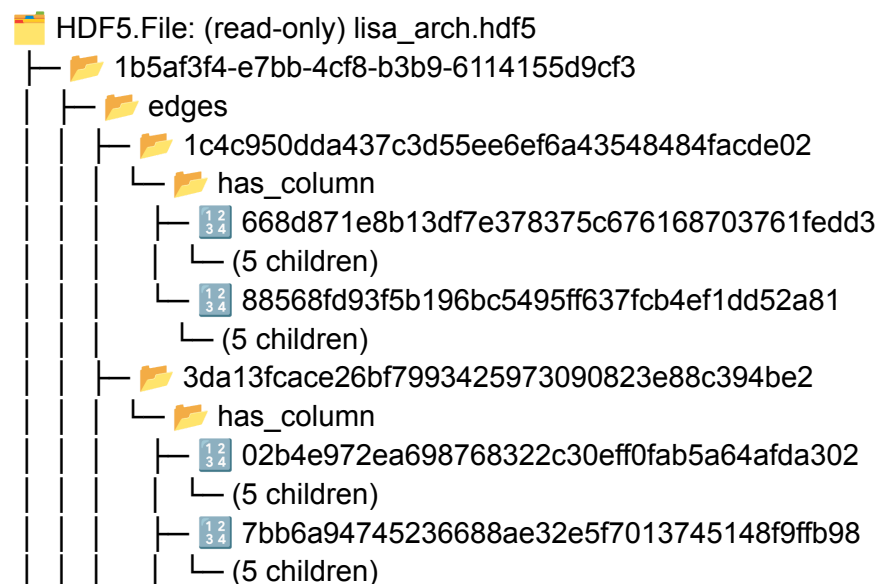 HDF5.File: (read-only) lisa_arch.hdf5
1b5af3f4-e7bb-4cf8-b3b9-6114155d9cf3
edges
1c4c950dda437c3d55ee6ef6a43548484facde02
has_column
668d871e8b13df7e378375c676168703761fedd3
(5 children)
88568fd93f5b196bc5495ff637fcb4ef1dd52a81
(5 children)
3da13fcace26bf7993425973090823e88c394be2
has_column
02b4e972ea698768322c30eff0fab5a64afda302
(5 children)
7bb6a94745236688ae32e5f7013745148f9ffb98
(5 children)